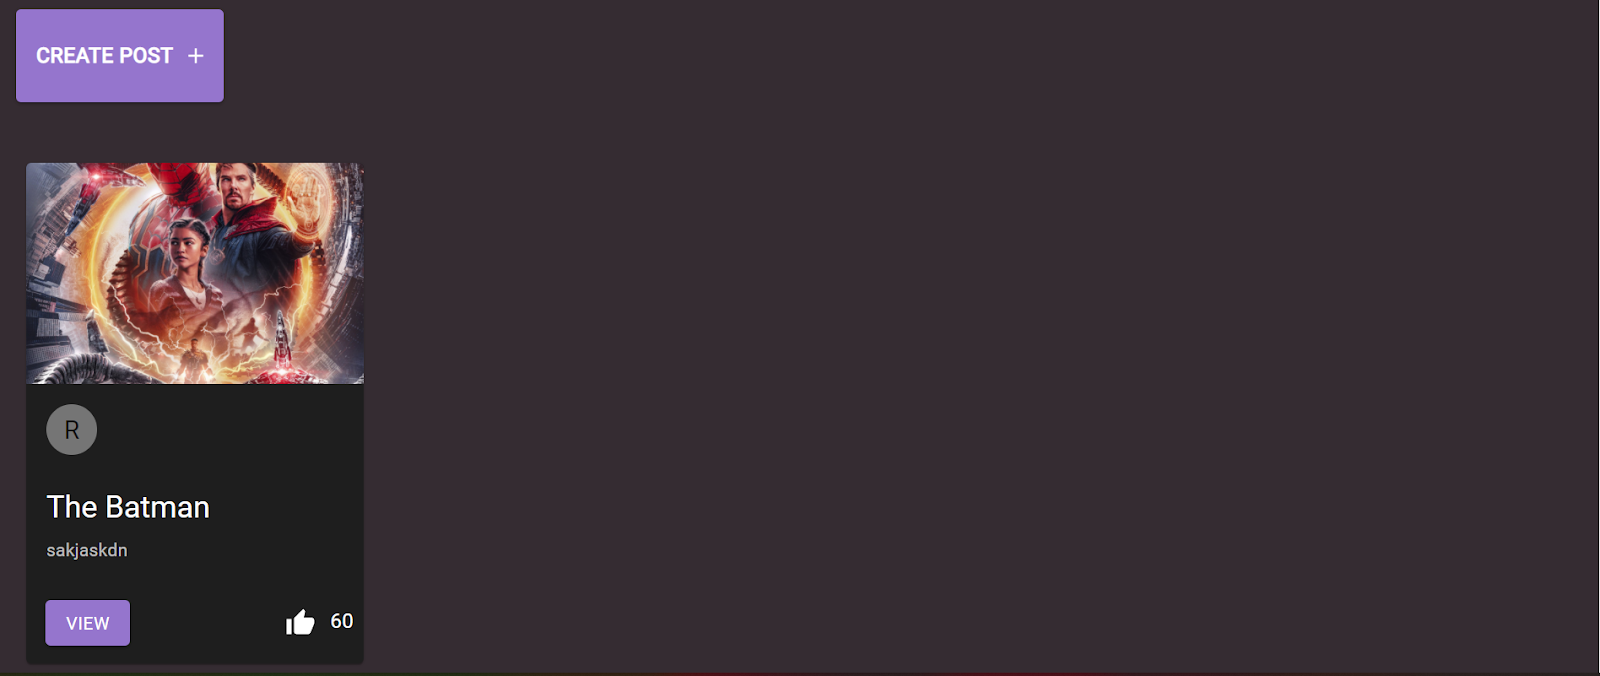 CREATE POST +
R
The Batman
sakjaskdn
VIEW
60